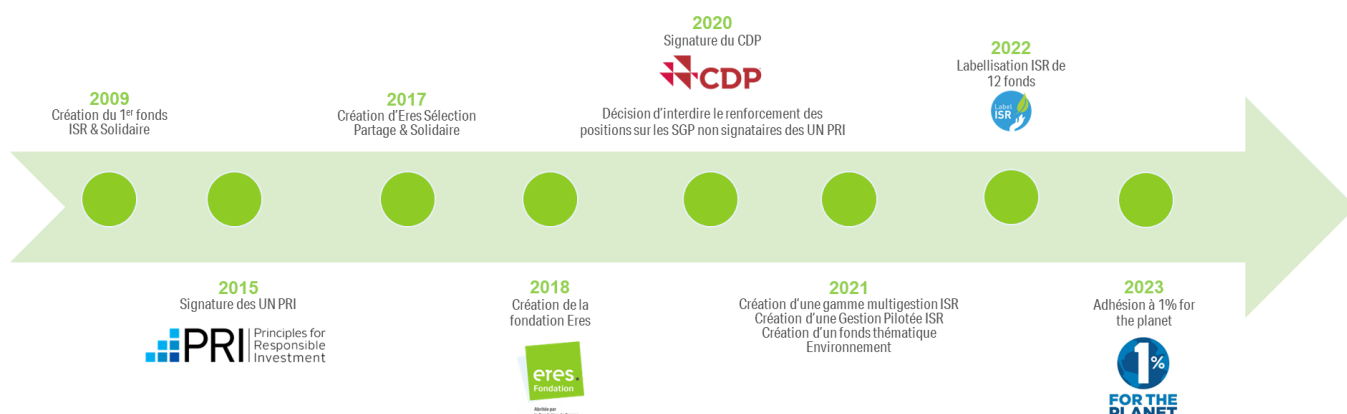 2009
Création du 1er fonds
ISR & Solidaire
2015
Signature des UN PRI
PRI
Principles for
Responsible
Investment
2017
Création d'Eres Sélection
Partage & Solidaire
2018
Création de la
fondation Eres
eres.
Fondation
Abritée par
2020
Signature du CDP
CDP
Décision d'interdire le renforcement des
positions sur les SGP non signataires des UN PRI
2021
Création d'une gamme multigestion ISR
Création d'une Gestion Pilotée ISR
Création d'un fonds thématique
Environnement
2022
Labellisation ISR de
12 fonds
Label
ISR
2023
Adhésion à 1% for
the planet
1%
FOR THE
PLANET